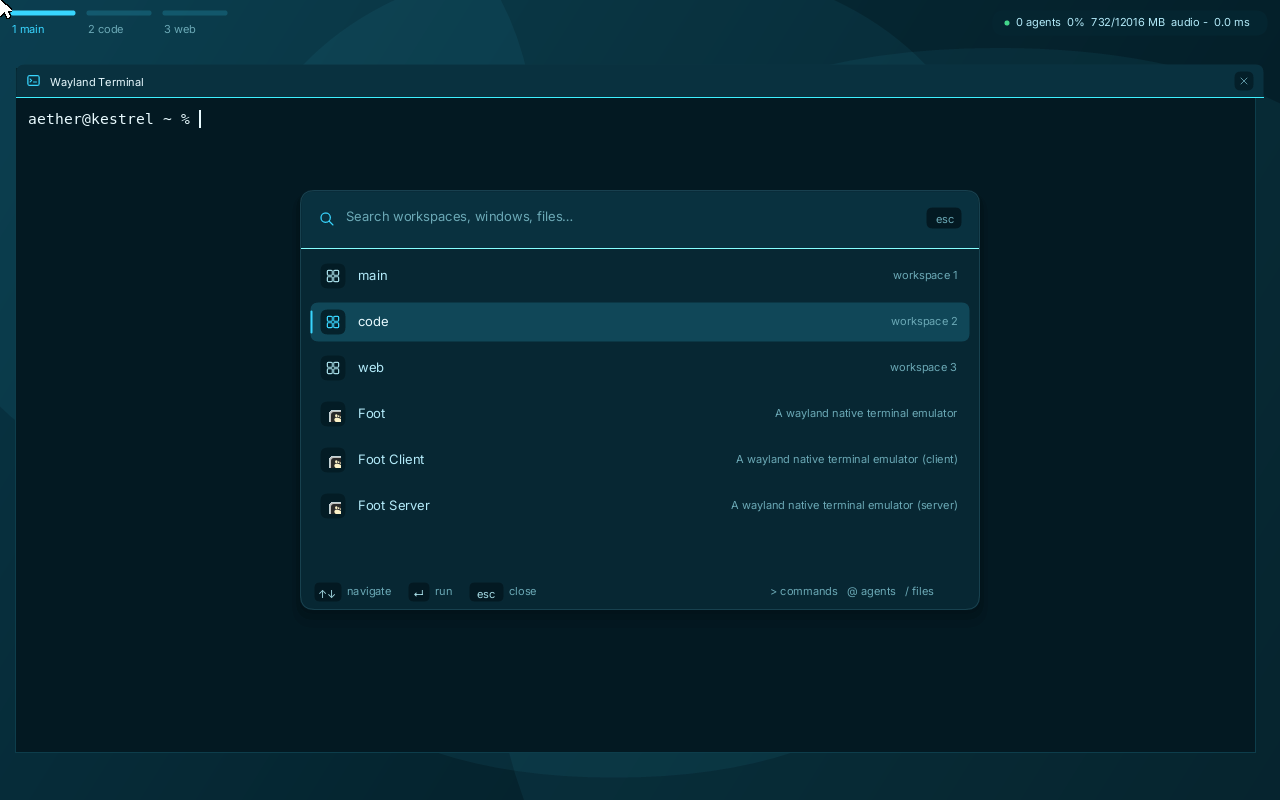 1 main 2 code 3 web
0 agents 0% 732/12016 MB audio - 0.0 ms
Wayland Terminal
aether@kestrel ~ %
Search workspaces, windows, files... esc
main workspace 1
code workspace 2
web workspace 3
Foot A wayland native terminal emulator
Foot Client A wayland native terminal emulator (client)
Foot Server A wayland native terminal emulator (server)
↑↓ navigate ↵ run esc close > commands @ agents / files